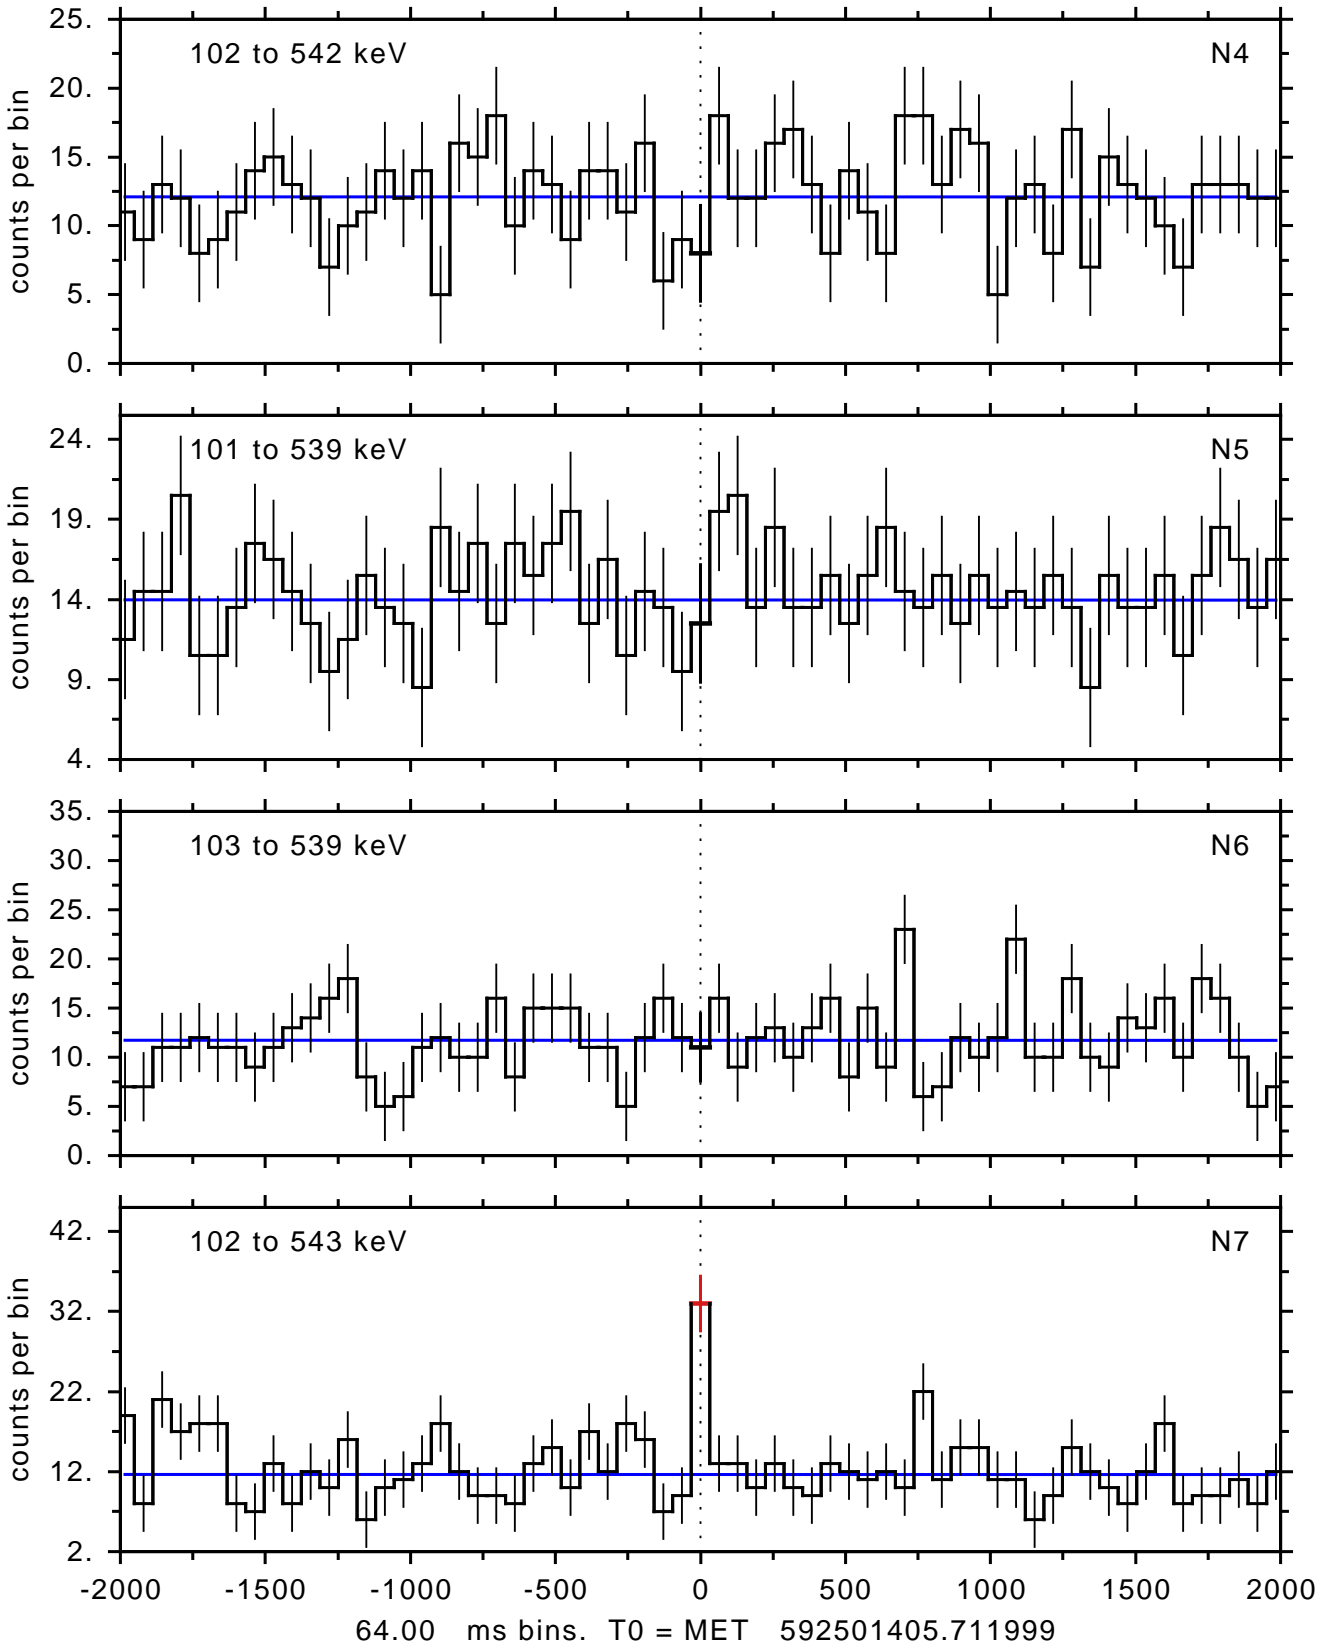 25.
102 to 542 keV N4
20.
15.
10.
5.
0.
counts per bin
24.
101 to 539 keV N5
19.
14.
9.
4.
counts per bin
35.
103 to 539 keV N6
30.
25.
20.
15.
10.
5.
0.
counts per bin
42.
102 to 543 keV N7
32.
22.
12.
2.
counts per bin
-2000 -1500 -1000 -500 0 500 1000 1500 2000
64.00 ms bins. T0 = MET 592501405.711999